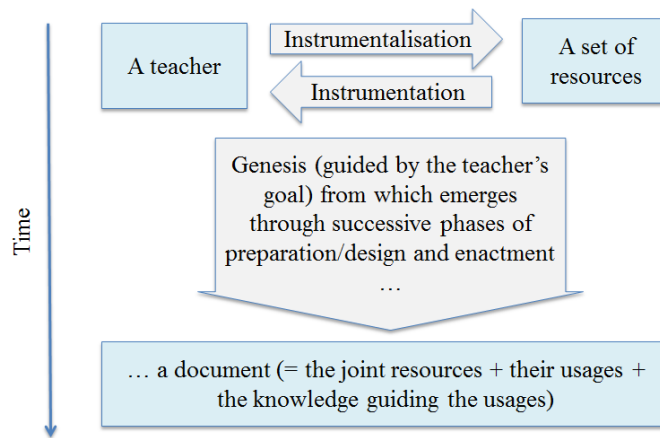 Instrumentalisation
A teacher
A set of
resources
Instrumentation
Genesis (guided by the teacher’s
goal) from which emerges
through successive phases of
preparation/design and enactment
…
Time
… a document (= the joint resources + their usages +
the knowledge guiding the usages)